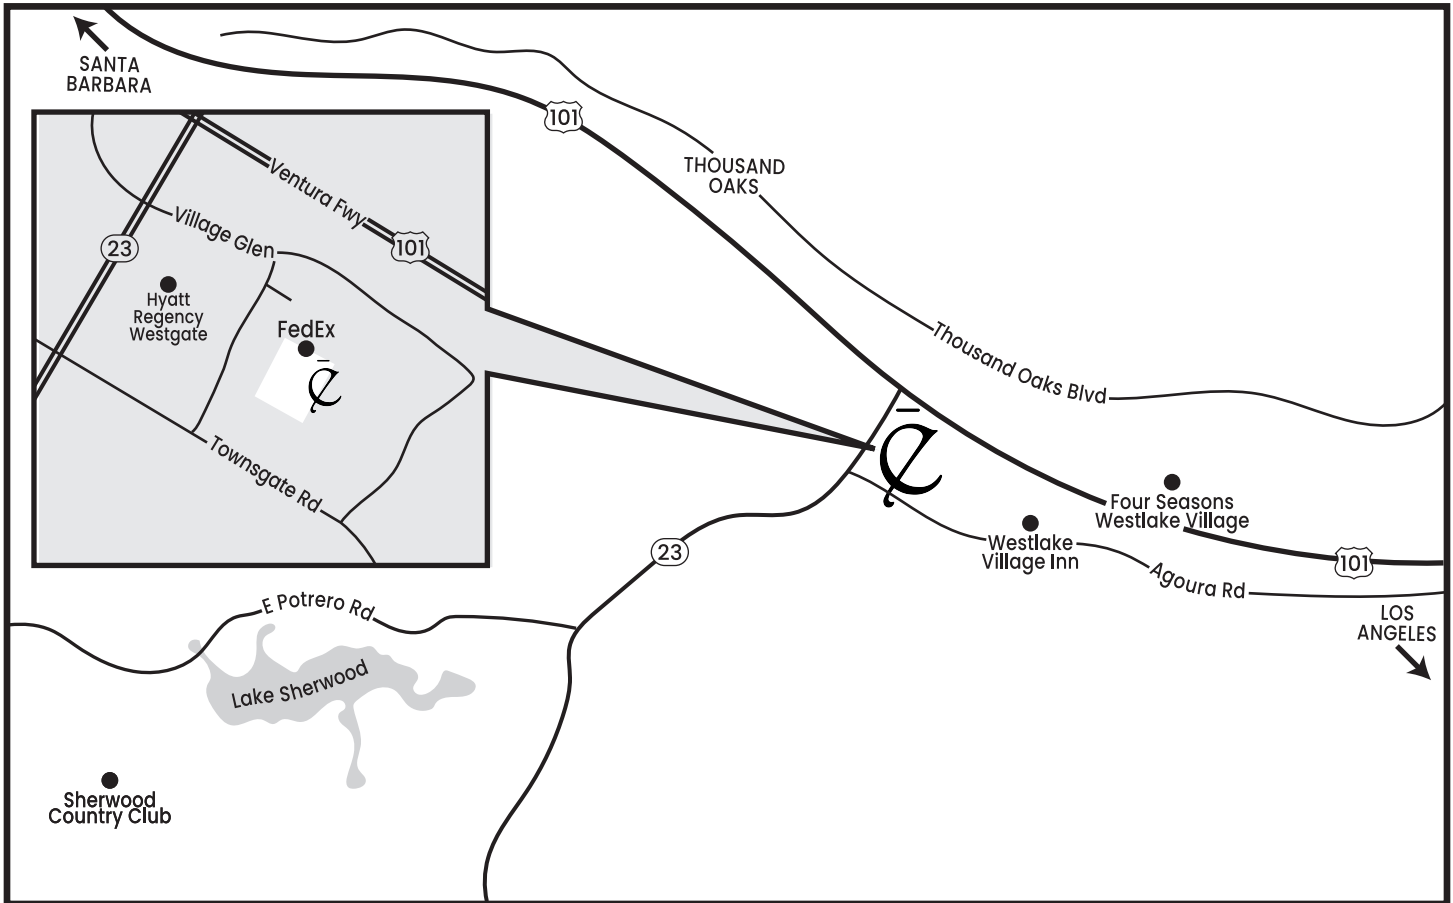 SANTA
BARBARA
101
THOUSAND
OAKS
Ventura Fwy
101
Village Glen
23
Hyatt
Regency
Westgate
FedEx
Townsgate Rd
Thousand Oaks Blvd
Four Seasons
Westlake Village
Westlake
Village Inn
101
Agoura Rd
LOS
ANGELES
23
E Potrero Rd
Lake Sherwood
Sherwood
Country Club